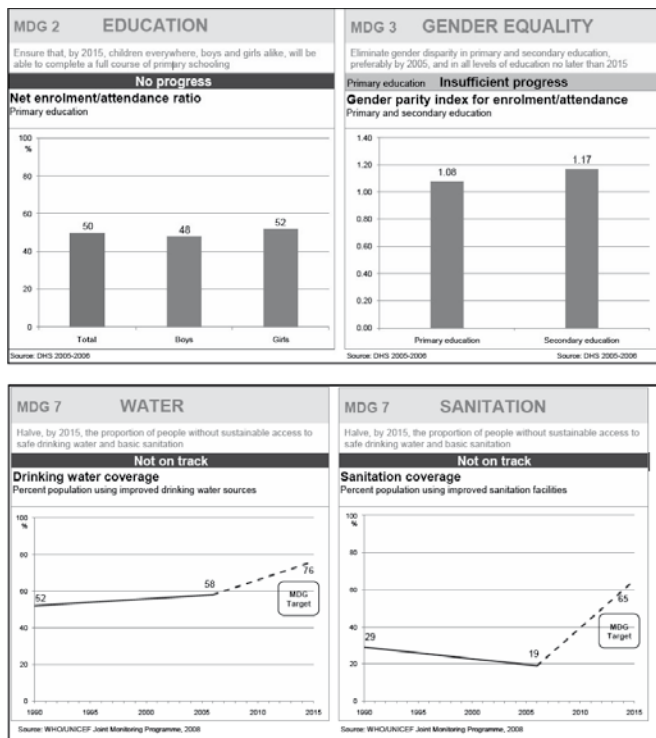 MDG 2 EDUCATION
Ensure that, by 2015, children everywhere, boys and girls alike, will be
able to complete a full course of primary schooling
No progress
Net enrolment/attendance ratio
Primary education
100
%
80
60
40
20
0
50
48
52
Total Boys Girls
Source: DHS 2005-2006
MDG 3 GENDER EQUALITY
Eliminate gender disparity in primary and secondary education,
preferably by 2005, and in all levels of education no later than 2015
Primary education Insufficient progress
Gender parity index for enrolment/attendance
Primary and secondary education
1.40
1.20
1.00
0.80
0.60
0.40
0.20
0.00
1.08
1.17
Primary education Secondary education
Source: DHS 2005-2006 Source: DHS 2005-2006
MDG 7 WATER
Halve, by 2015, the proportion of people without sustainable access to
safe drinking water and basic sanitation
Not on track
Drinking water coverage
Percent population using improved drinking water sources
100
%
80
60
40
20
0
52
58
76
MDG
Target
1990 1995 2000 2005 2010 2015
Source: WHO/UNICEF Joint Monitoring Programme, 2008
MDG 7 SANITATION
Halve, by 2015, the proportion of people without sustainable access to
safe drinking water and basic sanitation
Not on track
Sanitation coverage
Percent population using improved sanitation facilities
100
%
80
60
40
20
0
29
19
65
MDG
Target
1990 1995 2000 2005 2010 2015
Source: WHO/UNICEF Joint Monitoring Programme, 2008